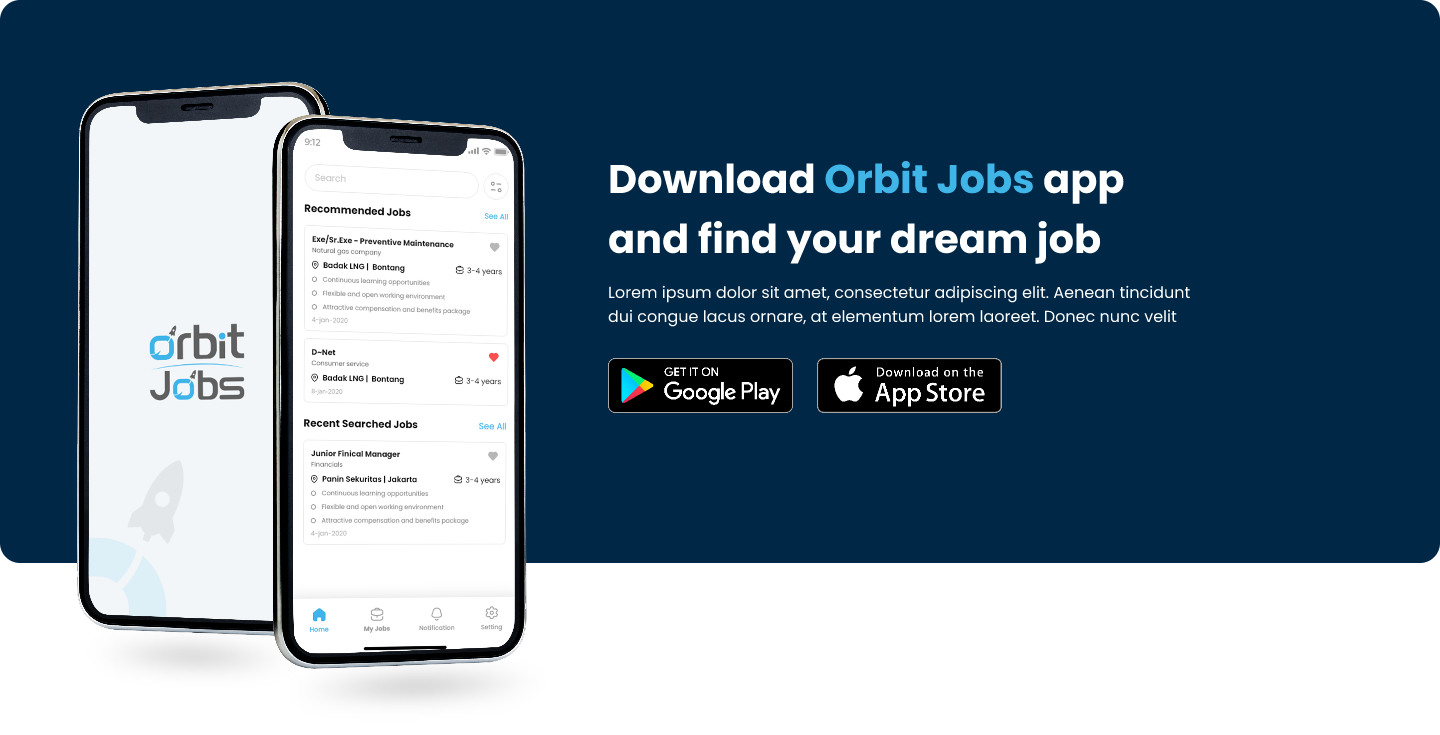 Orbit
Jobs
9:12
Search
Recommended Jobs
See All
Exe/Sr.Exe - Preventive Maintenance
Natural gas company
Badak LNG | Bontang
3-4 years
Continuous learning opportunities
Flexible and open working environment
Attractive compensation and benefits package
4-jan-2020
D~Net
Consumer service
Badak LNG | Bontang
3-4 years
8-jan-2020
Recent Searched Jobs
See All
Junior Finical Manager
Financials
Panin Sekuritas | Jakarta
3-4 years
Continuous learning opportunities
Flexible and open working environment
Attractive compensation and benefits package
4-jan-2020
Home
My Jobs
Notification
Setting
Download Orbit Jobs app
and find your dream job
Lorem ipsum dolor sit amet, consectetur adipiscing elit. Aenean tincidunt
dui congue lacus ornare, at elementum lorem laoreet. Donec nunc velit
GET IT ON
Google Play
Download on the
App Store